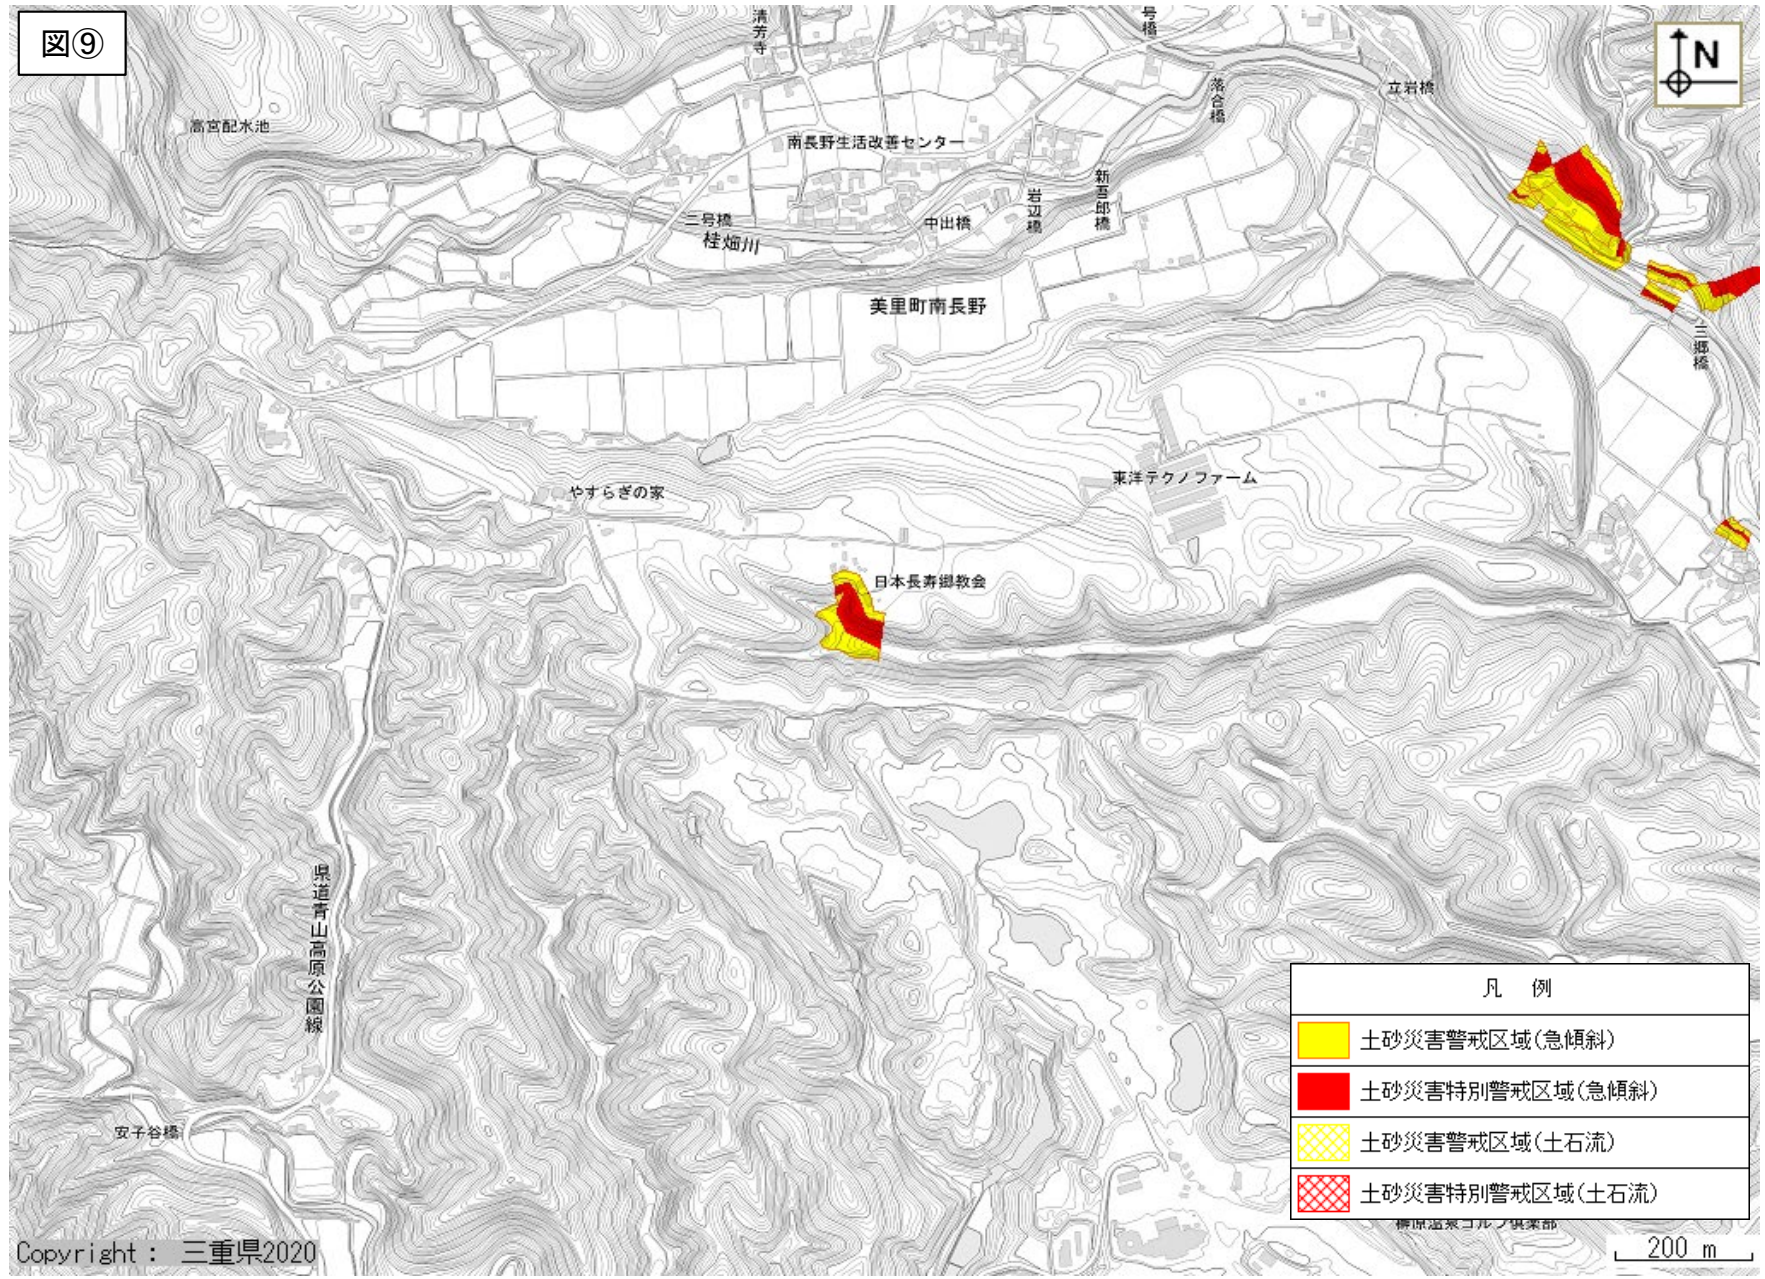 図⑨
N
清芳寺
号橋
落合橋
立岩橋
高宮配水池
南長野生活改善センター
新吾郎橋
岩辺橋
中出橋
二号橋
桂畑川
美里町南長野
三郷橋
やすらぎの家
東洋テクノファーム
日本長寿郷教会
県道青山高原公園線
安子谷橋
凡 例
土砂災害警戒区域(急傾斜)
土砂災害特別警戒区域(急傾斜)
土砂災害警戒区域(土石流)
土砂災害特別警戒区域(土石流)
榊原温泉ゴルフ倶楽部
200 m
Copyright： 三重県2020